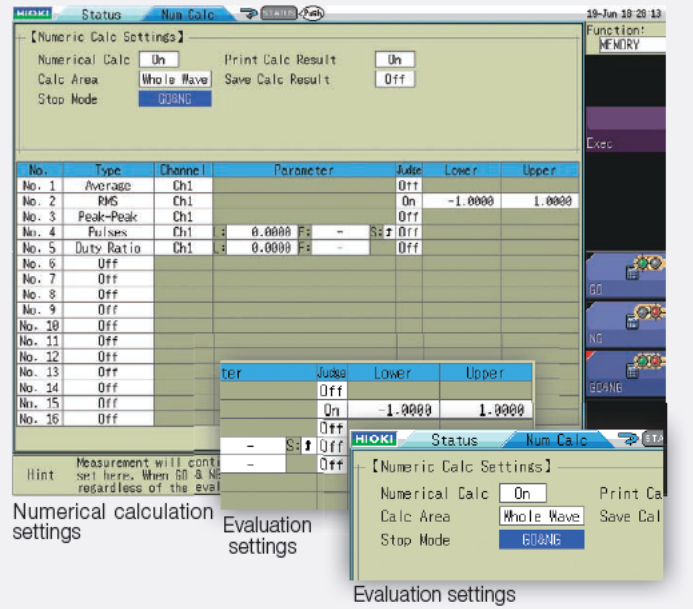 HIOKI Status Num Calc STATUS Push 19-Jun 18:28:13
Function:
MEMORY
[Numeric Calc Settings]
Numerical Calc On Print Calc Result On
Calc Area Whole Wave Save Calc Result Off
Stop Mode GO&NG
Exec
No. Type Channel Parameter Judge Lower Upper
No. 1 Average Ch1 Off
No. 2 RMS Ch1 On -1.0000 1.0000
No. 3 Peak-Peak Ch1 Off
No. 4 Pulses Ch1 L: 0.0000 F: - S: Off
No. 5 Duty Ratio Ch1 L: 0.0000 F: - Off
No. 6 Off
No. 7 Off
No. 8 Off
No. 9 Off
No. 10 Off
No. 11 Off
No. 12 Off
No. 13 Off
No. 14 Off
No. 15 Off
No. 16 Off
GO
NG
GO&NG
Hint Measurement will conti
set here. When GO & NG
regardless of the eval
Numerical calculation
settings
ter Judge Lower Upper
Off
On -1.0000 1.0000
Off
- S: Off
- Off
Evaluation
settings
HIOKI Status Num Calc STA
[Numeric Calc Settings]
Numerical Calc On Print Ca
Calc Area Whole Wave Save Cal
Stop Mode GO&NG
Evaluation settings